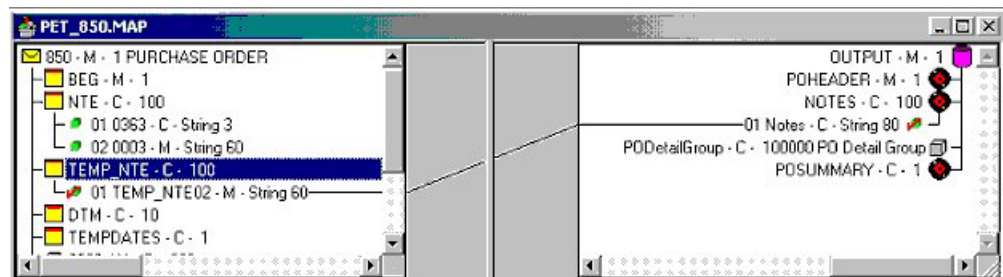 PET_850.MAP
850 - M - 1 PURCHASE ORDER
BEG - M - 1
NTE - C - 100
01 0363 - C - String 3
02 0003 - M - String 60
TEMP_NTE - C - 100
01 TEMP_NTE02 - M - String 60
DTM - C - 10
TEMPDATES - C - 1
OUTPUT - M - 1
POHEADER - M - 1
NOTES - C - 100
01 Notes - C - String 80
PODetailGroup - C - 100000 PO Detail Group
POSUMMARY - C - 1